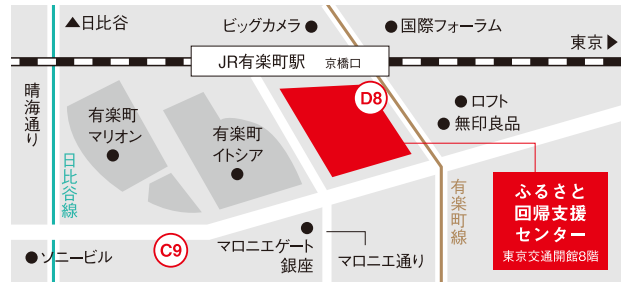 ▲日比谷
ビッグカメラ●
●国際フォーラム
東京▶
JR有楽町駅 京橋口
晴海通り
有楽町
マリオン
有楽町
イトシア
D8
●ロフト
●無印良品
日比谷線
有楽町線
ふるさと
回帰支援
センター
東京交通開館8階
C9
●ソニービル
マロニエゲート
銀座
マロニエ通り